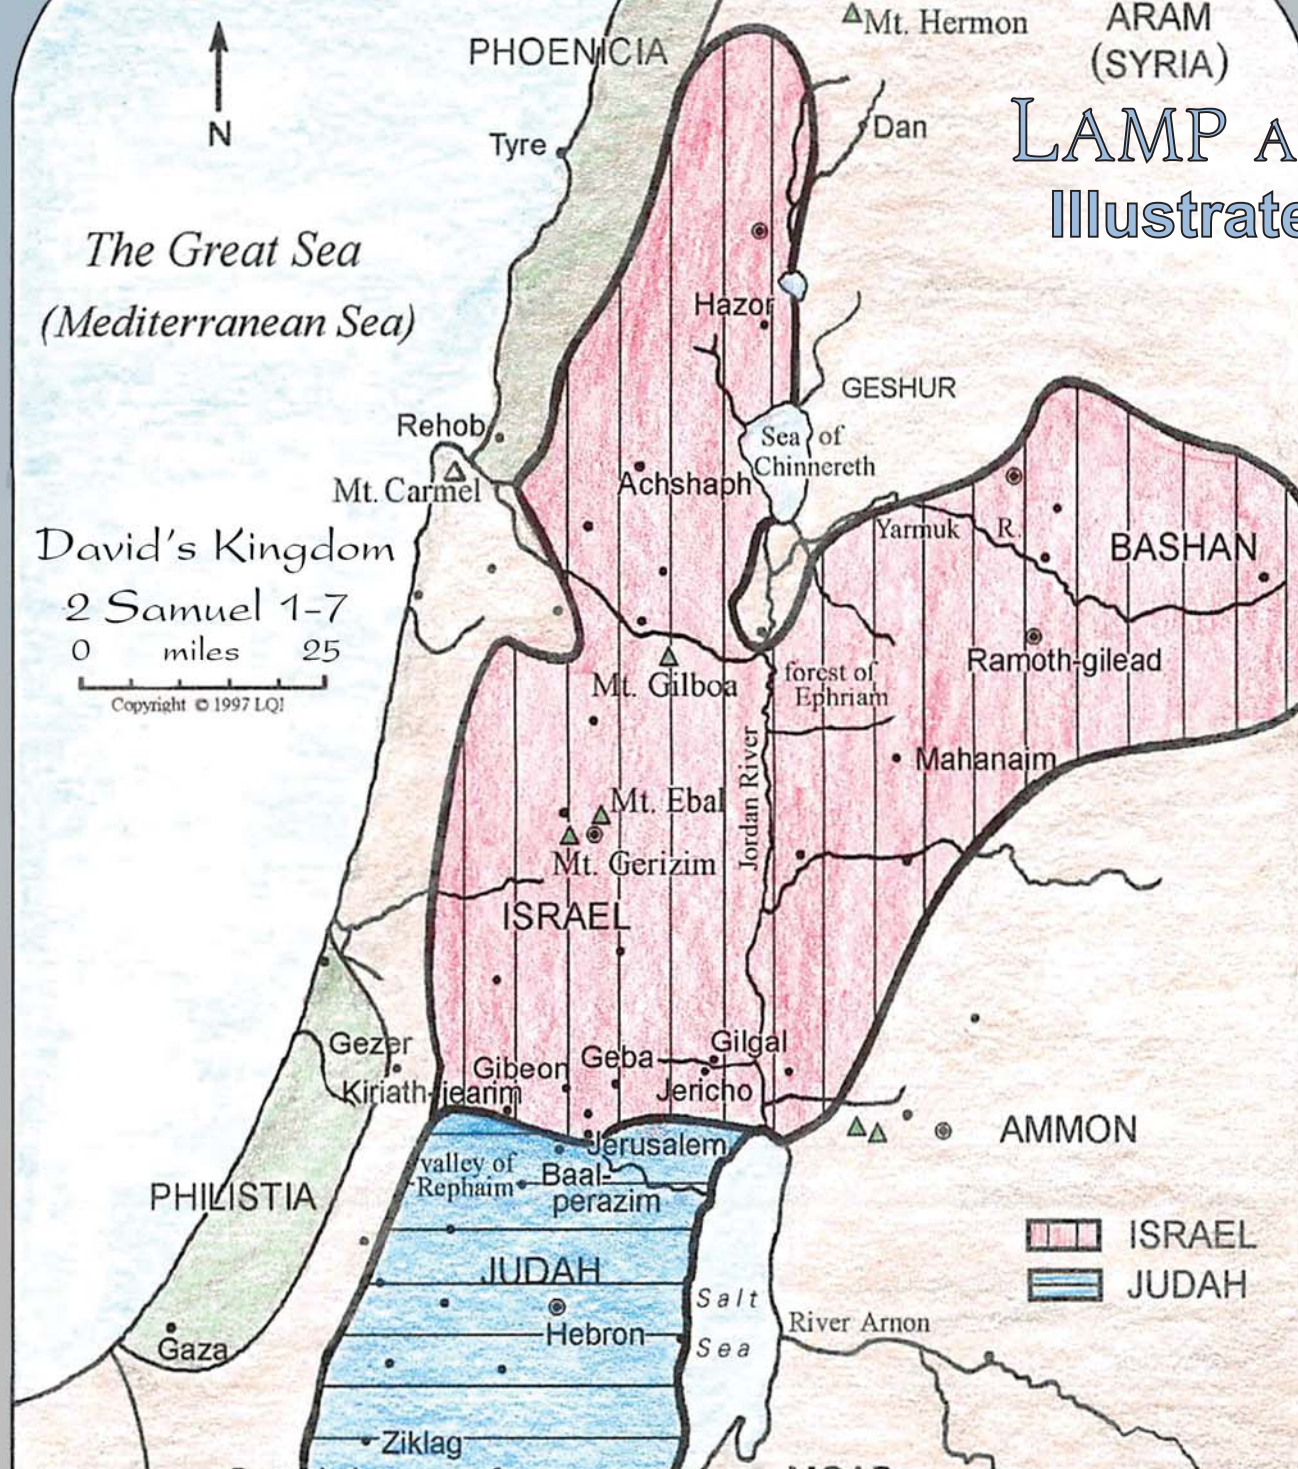 PHOENICIA
Mt. Hermon
ARAM
(SYRIA)
N
Tyre
Dan
LAMP A
Illustrate
The Great Sea
(Mediterranean Sea)
Hazor
GESHUR
Rehob
Sea of
Chinnereth
Mt. Carmel
Achshaph
David's Kingdom
2 Samuel 1-7
0 miles 25
Copyright © 1997 LQI
Yarmuk R.
BASHAN
Ramoth-gilead
Mt. Gilboa
forest of
Ephriam
Mahanaim
Jordan River
Mt. Ebal
Mt. Gerizim
ISRAEL
Gezer
Gilgal
Geba
Gibeon
Kiriath-jearim
Jericho
AMMON
Jerusalem
valley of
Rephaim
Baal-
perazim
PHILISTIA
ISRAEL
JUDAH
JUDAH
Salt
Sea
Hebron
River Arnon
Gaza
Ziklag